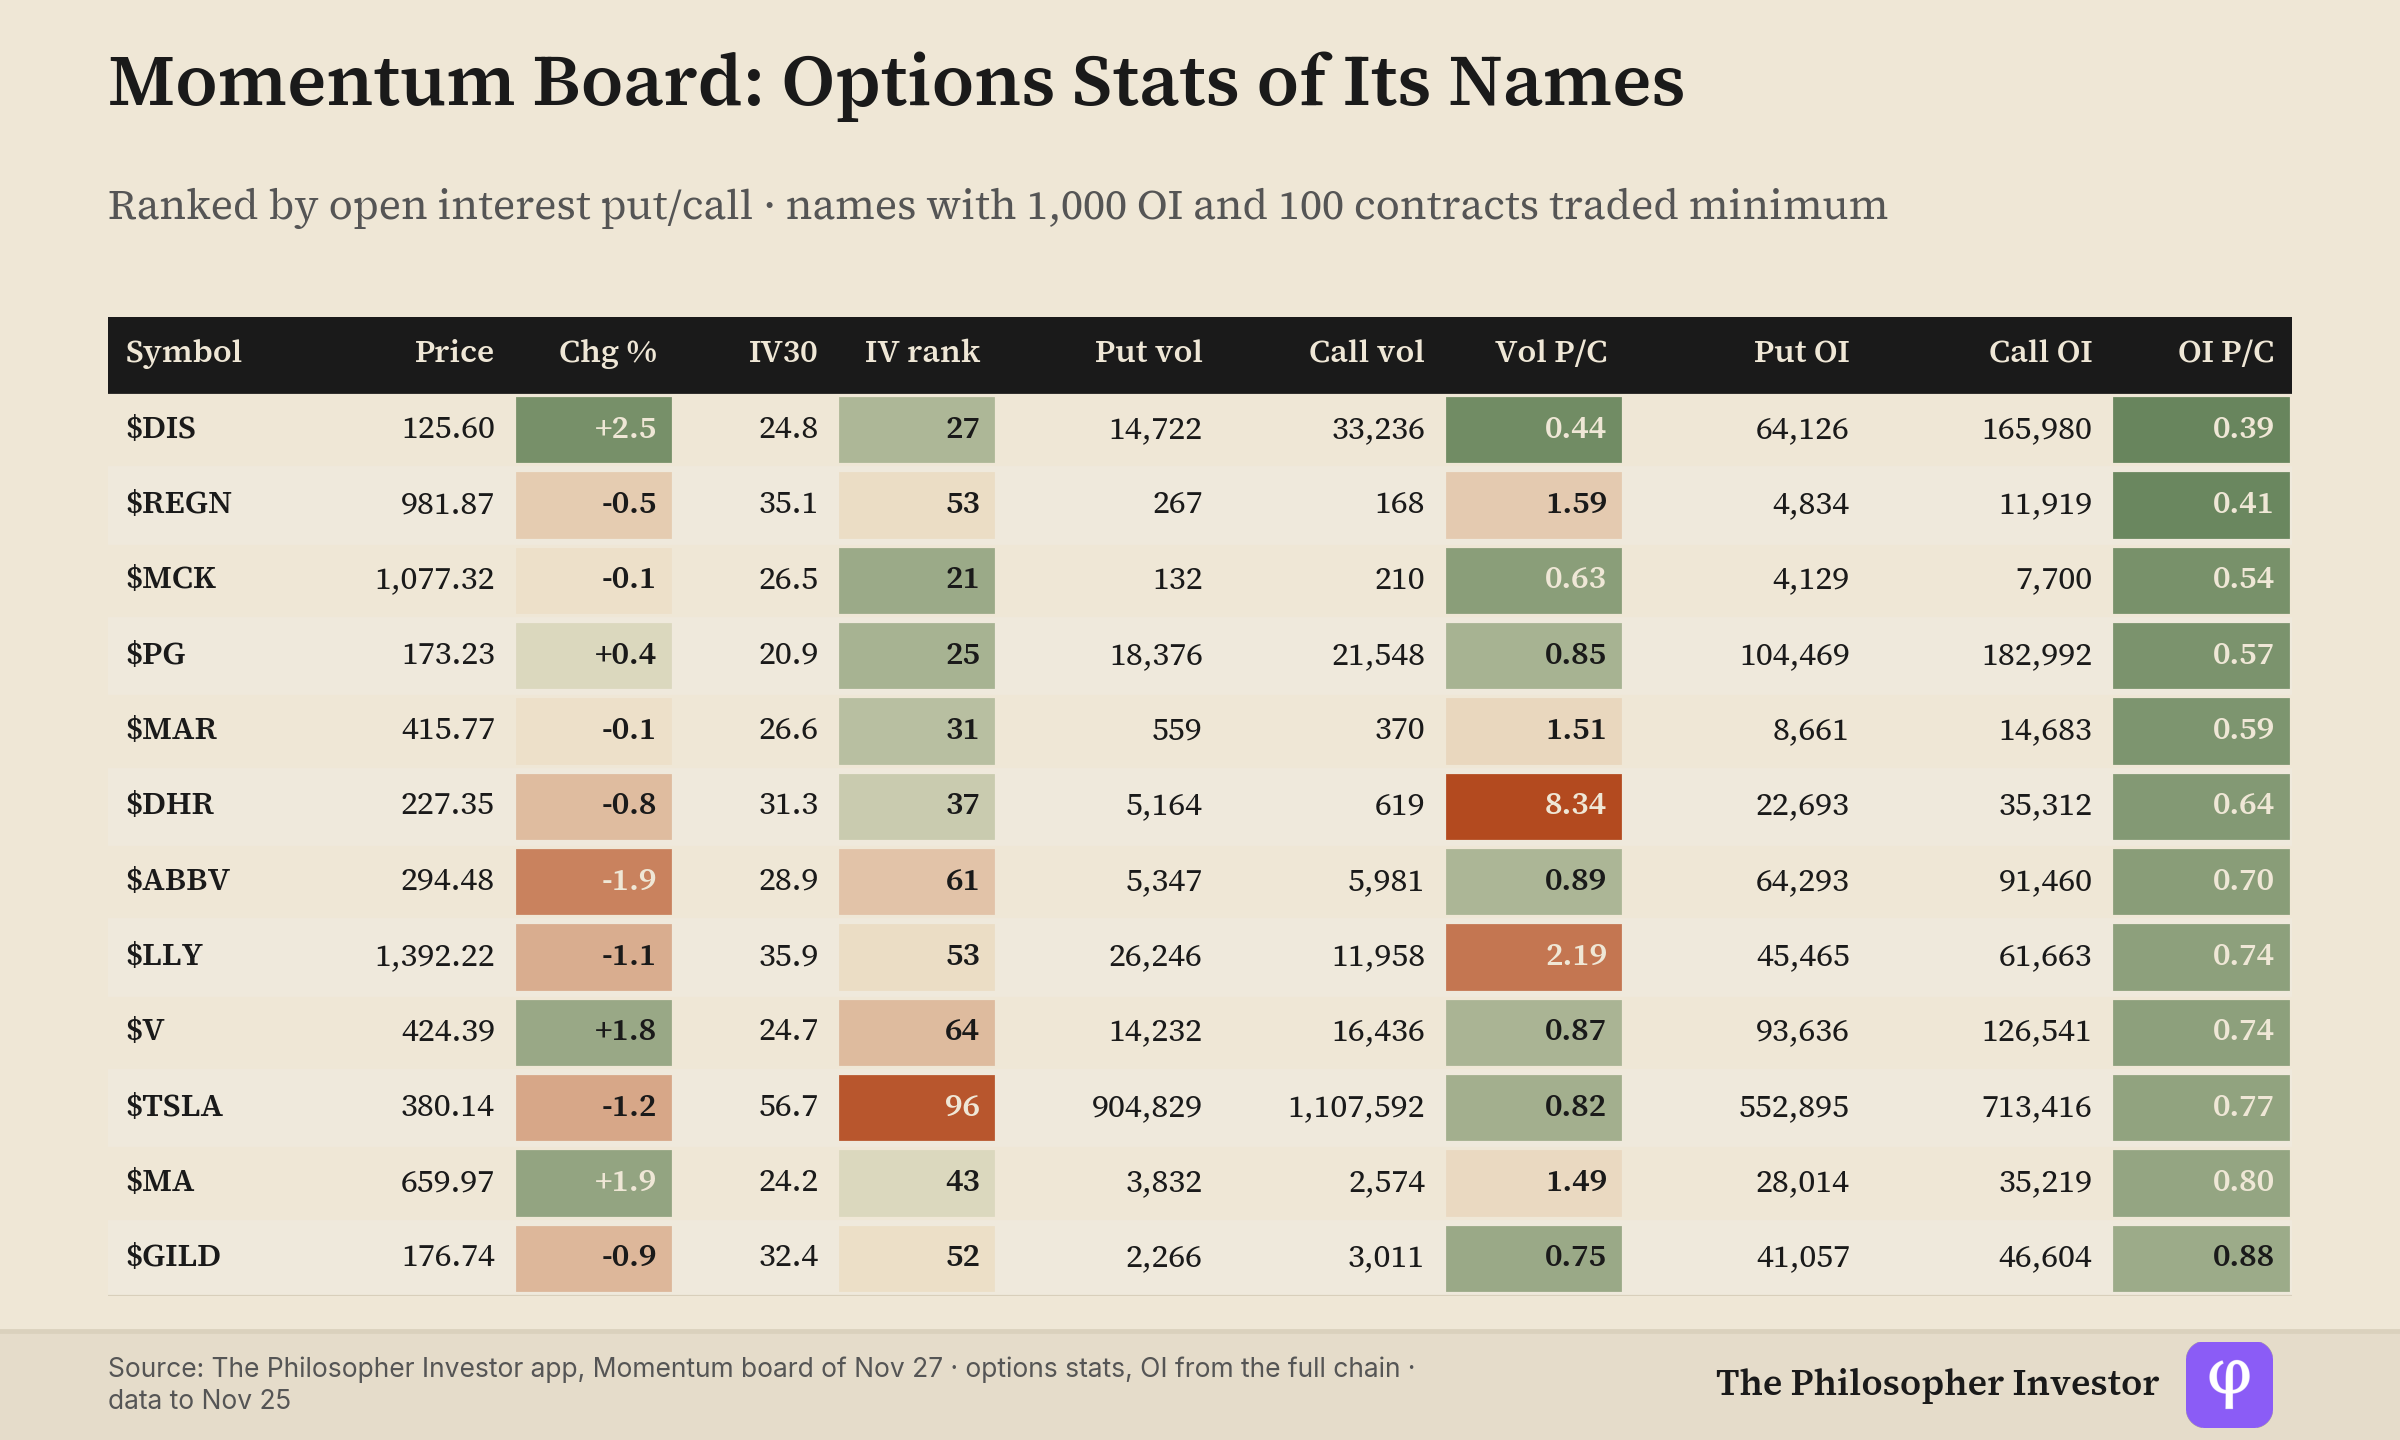 Momentum Board: Options Stats of Its Names
Ranked by open interest put/call · names with 1,000 OI and 100 contracts traded minimum
Symbol Price Chg % IV30 IV rank Put vol Call vol Vol P/C Put OI Call OI OI P/C
$DIS 125.60 +2.5 24.8 27 14,722 33,236 0.44 64,126 165,980 0.39
$REGN 981.87 -0.5 35.1 53 267 168 1.59 4,834 11,919 0.41
$MCK 1,077.32 -0.1 26.5 21 132 210 0.63 4,129 7,700 0.54
$PG 173.23 +0.4 20.9 25 18,376 21,548 0.85 104,469 182,992 0.57
$MAR 415.77 -0.1 26.6 31 559 370 1.51 8,661 14,683 0.59
$DHR 227.35 -0.8 31.3 37 5,164 619 8.34 22,693 35,312 0.64
$ABBV 294.48 -1.9 28.9 61 5,347 5,981 0.89 64,293 91,460 0.70
$LLY 1,392.22 -1.1 35.9 53 26,246 11,958 2.19 45,465 61,663 0.74
$V 424.39 +1.8 24.7 64 14,232 16,436 0.87 93,636 126,541 0.74
$TSLA 380.14 -1.2 56.7 96 904,829 1,107,592 0.82 552,895 713,416 0.77
$MA 659.97 +1.9 24.2 43 3,832 2,574 1.49 28,014 35,219 0.80
$GILD 176.74 -0.9 32.4 52 2,266 3,011 0.75 41,057 46,604 0.88
Source: The Philosopher Investor app, Momentum board of Nov 27 · options stats, OI from the full chain ·
data to Nov 25
The Philosopher Investor φ